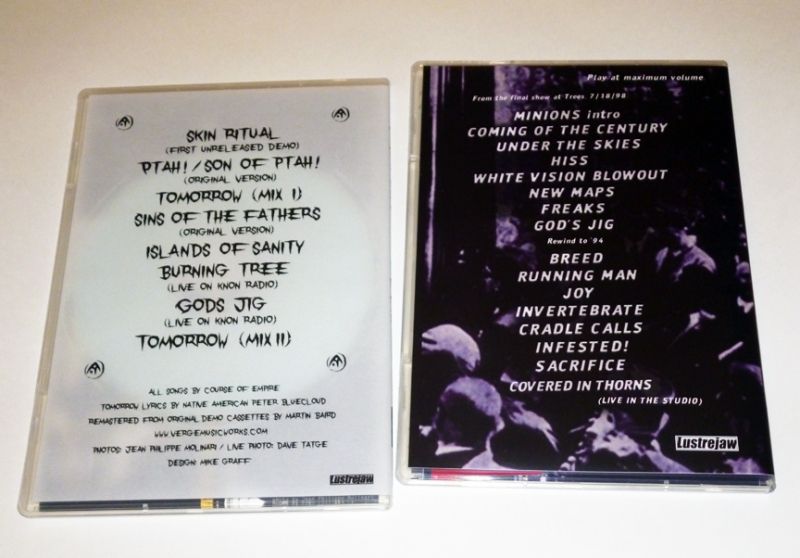 SKIN RITUAL
(FIRST UNRELEASED DEMO)
PTAH! / SON OF PTAH!
(ORIGINAL VERSION)
TOMORROW (MIX I)
SINS OF THE FATHERS
(ORIGINAL VERSION)
ISLANDS OF SANITY
BURNING TREE
(LIVE ON KNON RADIO)
GODS JIG
(LIVE ON KNON RADIO)
TOMORROW (MIX II)
ALL SONGS BY COURSE OF EMPIRE
TOMORROW LYRICS BY NATIVE AMERICAN PETER BLUECLOUD
REMASTERED FROM ORIGINAL DEMO CASSETTES BY MARTIN BAIRD
WWW.VERGEMUSICWORKS.COM
PHOTOS: JEAN PHILIPPE MOLINARI / LIVE PHOTO: DAVE TATGE
DESIGN: MIKE GRAFF
Lustrejaw
Play at maximum volume
From the final show at Trees. 7/18/98
MINIONS intro
COMING OF THE CENTURY
UNDER THE SKIES
HISS
WHITE VISION BLOWOUT
NEW MAPS
FREAKS
GOD'S JIG
Rewind to '94
BREED
RUNNING MAN
JOY
INVERTEBRATE
CRADLE CALLS
INFESTED!
SACRIFICE
COVERED IN THORNS
(LIVE IN THE STUDIO)
Lustrejaw